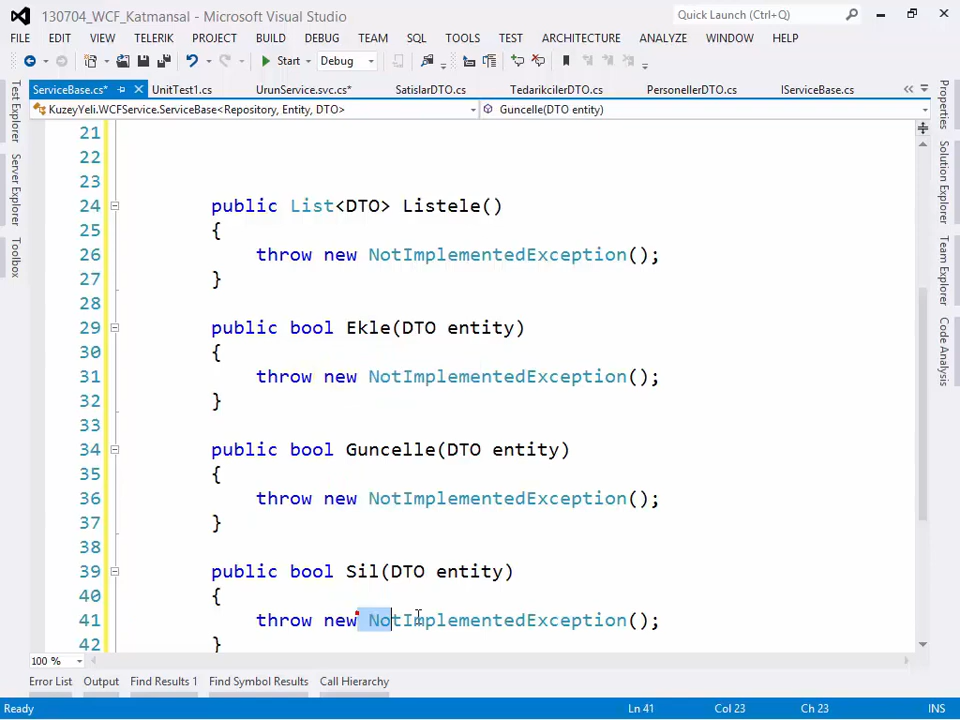 130704_WCF_Katmansal - Microsoft Visual Studio
Quick Launch (Ctrl+Q)
FILE EDIT VIEW TELERIK PROJECT BUILD DEBUG TEAM SQL TOOLS TEST ARCHITECTURE ANALYZE WINDOW HELP
Start Debug
ServiceBase.cs* UnitTest1.cs UrunService.svc.cs* SatislarDTO.cs TedarikcilerDTO.cs PersonellerDTO.cs IServiceBase.cs
KuzeyYeli.WCFService.ServiceBase<Repository, Entity, DTO> Guncelle(DTO entity)
Test Explorer
Server Explorer
Toolbox
21
22
23
24 public List<DTO> Listele()
25 {
26 throw new NotImplementedException();
27 }
28
29 public bool Ekle(DTO entity)
30 {
31 throw new NotImplementedException();
32 }
33
34 public bool Guncelle(DTO entity)
35 {
36 throw new NotImplementedException();
37 }
38
39 public bool Sil(DTO entity)
40 {
41 throw new NotImplementedException();
42 }
Properties
Solution Explorer
Team Explorer
Code Analysis
100 %
Error List Output Find Results 1 Find Symbol Results Call Hierarchy
Ready Ln 41 Col 23 Ch 23 INS